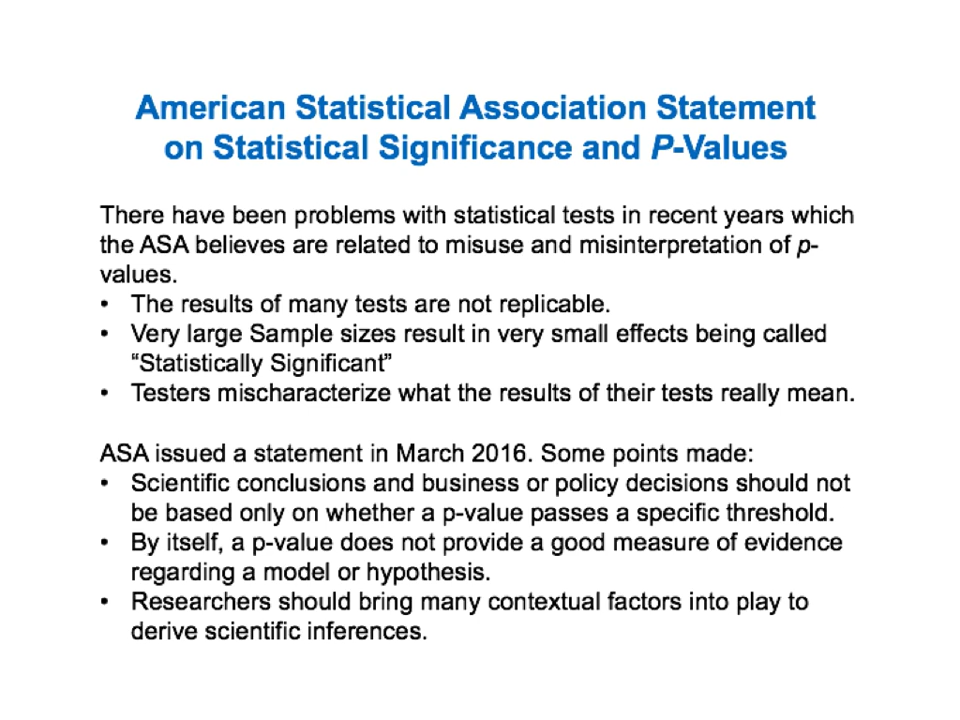 American Statistical Association Statement
on Statistical Significance and P-Values
There have been problems with statistical tests in recent years which
the ASA believes are related to misuse and misinterpretation of p-
values.
• The results of many tests are not replicable.
• Very large Sample sizes result in very small effects being called
“Statistically Significant”
• Testers mischaracterize what the results of their tests really mean.
ASA issued a statement in March 2016. Some points made:
• Scientific conclusions and business or policy decisions should not
be based only on whether a p-value passes a specific threshold.
• By itself, a p-value does not provide a good measure of evidence
regarding a model or hypothesis.
• Researchers should bring many contextual factors into play to
derive scientific inferences.